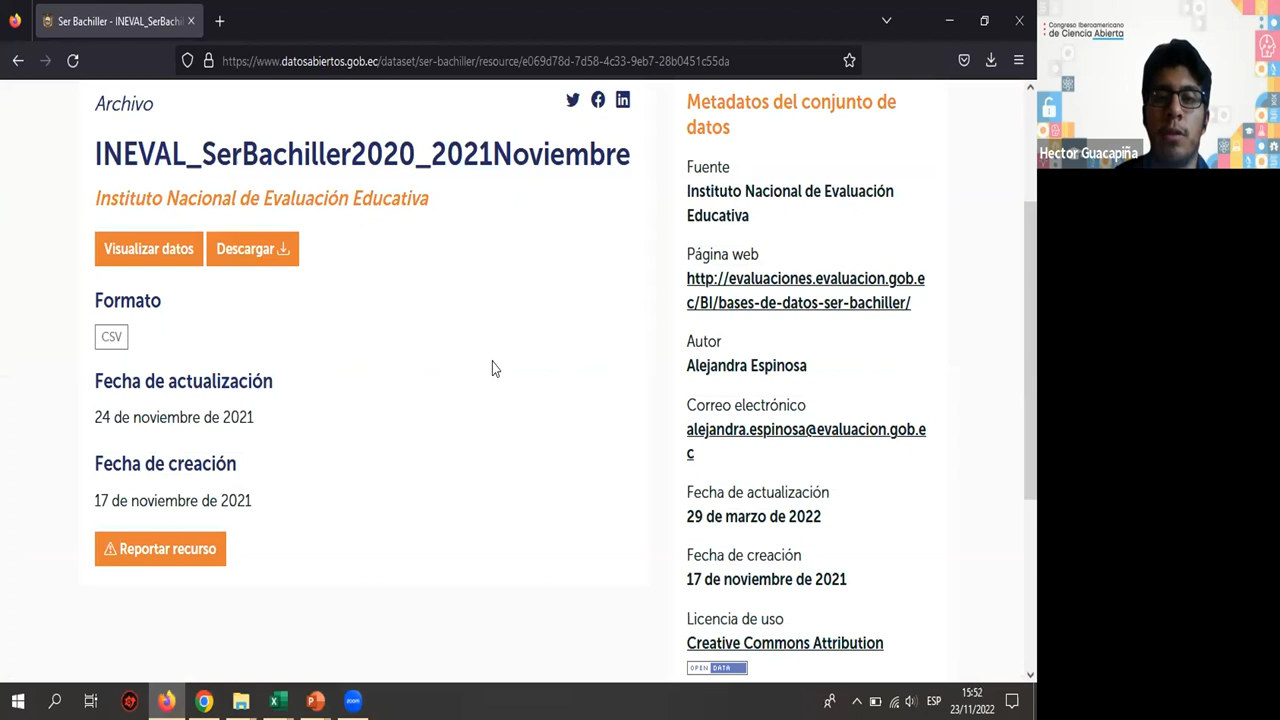 Ser Bachiller - INEVAL_SerBachil
https://www.datosabiertos.gob.ec/dataset/ser-bachiller/resource/e069d78d-7d58-4c33-9eb7-28b0451c55da
Archivo
INEVAL_SerBachiller2020_2021Noviembre
Instituto Nacional de Evaluación Educativa
Visualizar datos
Descargar
Formato
CSV
Fecha de actualización
24 de noviembre de 2021
Fecha de creación
17 de noviembre de 2021
Reportar recurso
Metadatos del conjunto de
datos
Fuente
Instituto Nacional de Evaluación
Educativa
Página web
http://evaluaciones.evaluacion.gob.e
c/BI/bases-de-datos-ser-bachiller/
Autor
Alejandra Espinosa
Correo electrónico
alejandra.espinosa@evaluacion.gob.e
c
Fecha de actualización
29 de marzo de 2022
Fecha de creación
17 de noviembre de 2021
Licencia de uso
Creative Commons Attribution
OPEN DATA
Congreso Iberoamericano
de Ciencia Abierta
Hector Guacapiña
zoom
ESP
15:52
23/11/2022